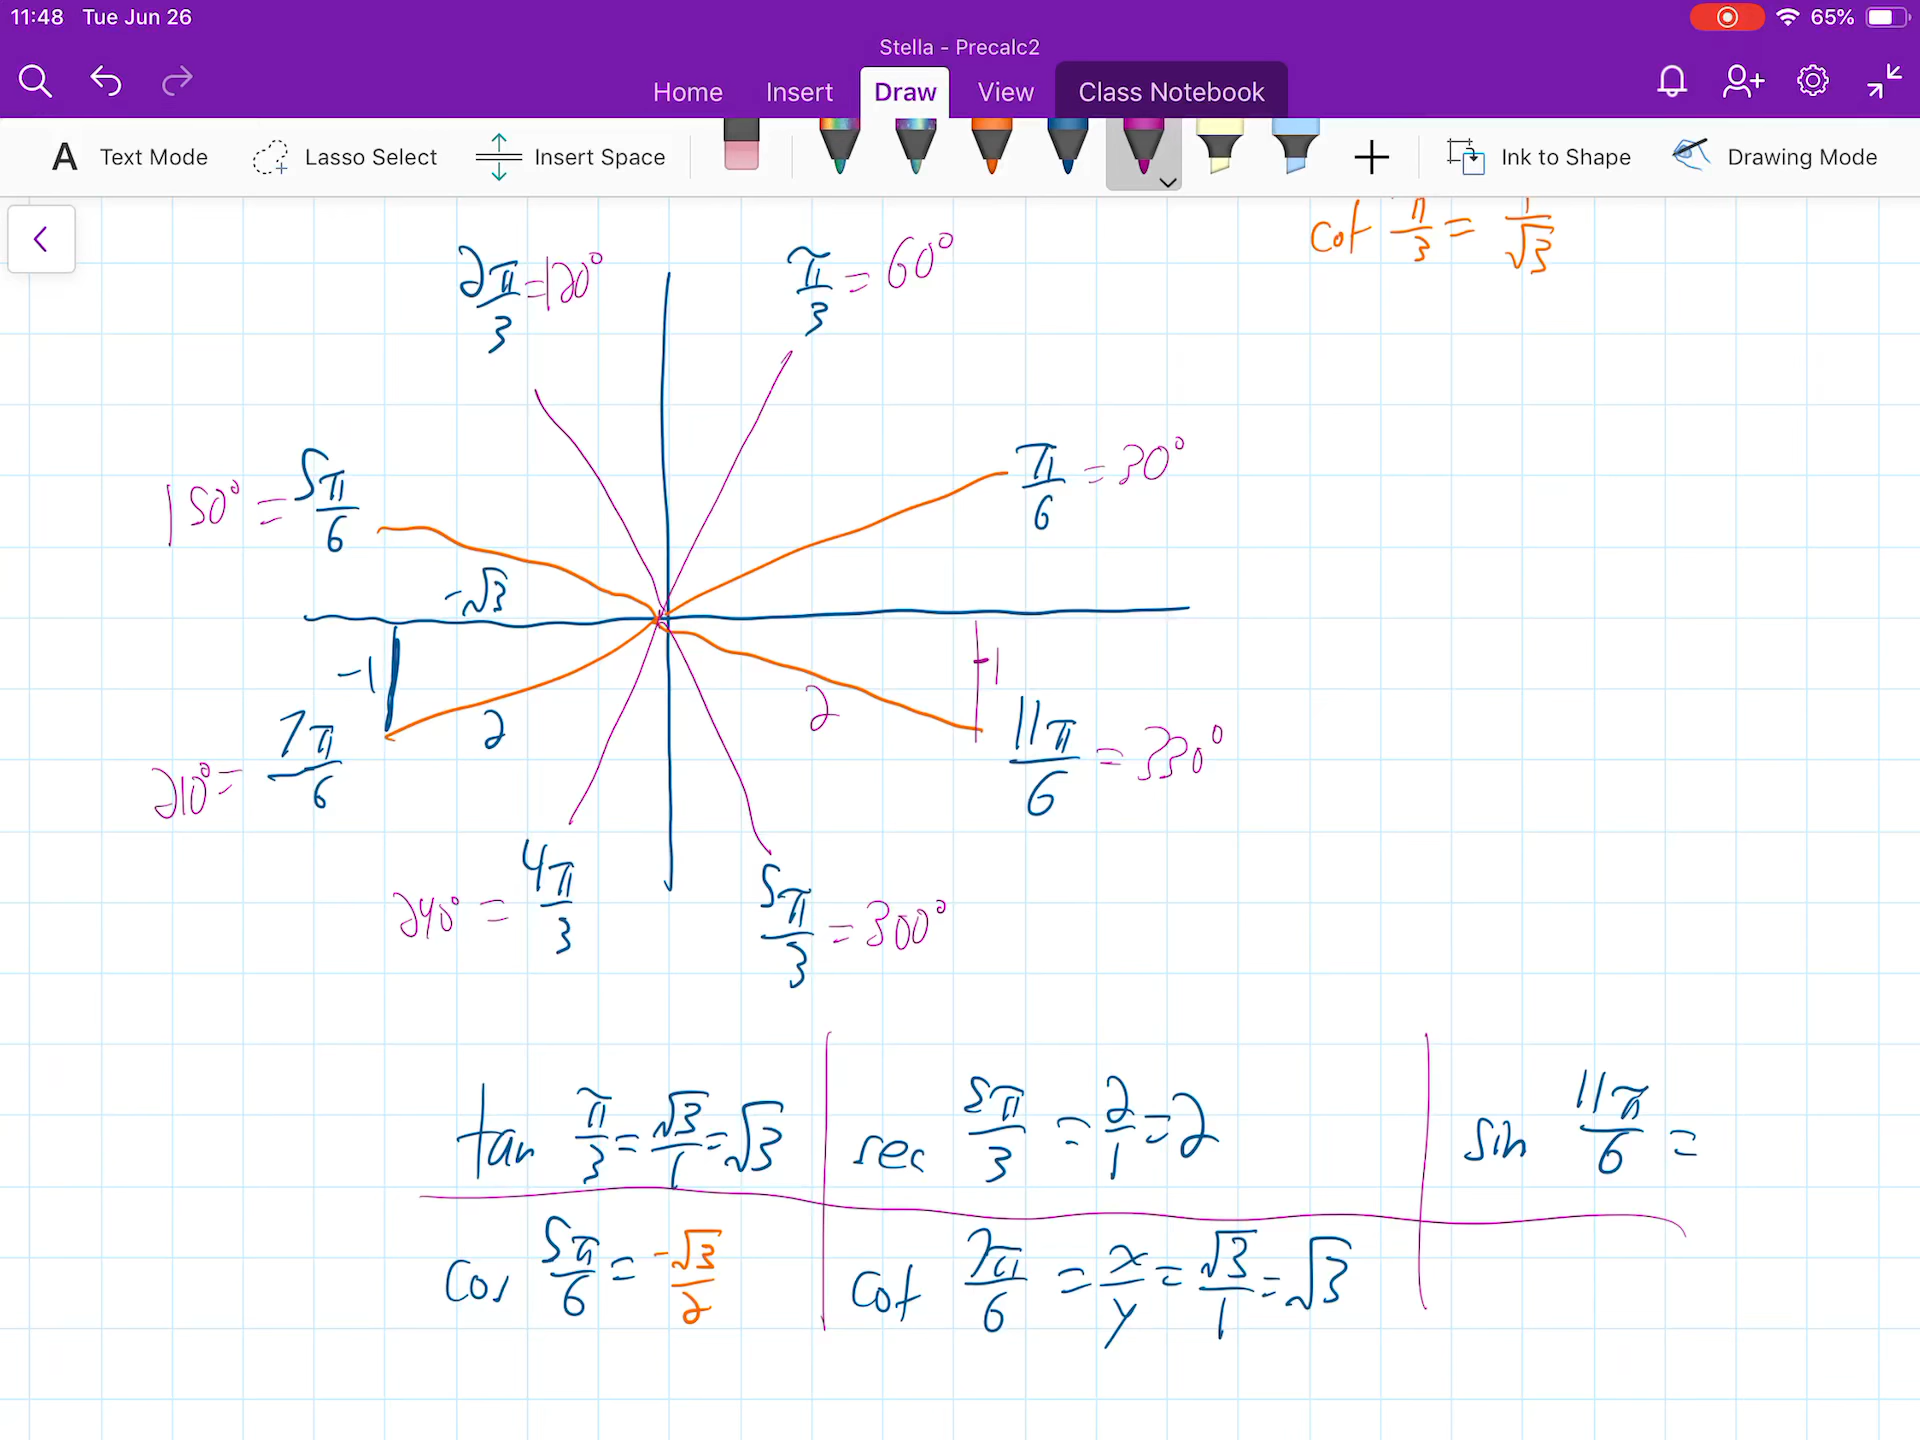 11:48 Tue Jun 26 65%
Stella - Precalc2
Home Insert Draw View Class Notebook
A Text Mode Lasso Select Insert Space Ink to Shape Drawing Mode
cot π/3 = 1/√3
2π/3 = 120°
π/3 = 60°
150° = 5π/6
π/6 = 30°
-√3
-1
2
2
-1
210° = 7π/6
11π/6 = 330°
240° = 4π/3
5π/3 = 300°
tan π/3 = √3/1 = √3
sec 5π/3 = 2/1 = 2
sin 11π/6 =
cos 5π/6 = -√3/2
cot 7π/6 = x/y = √3/1 = √3